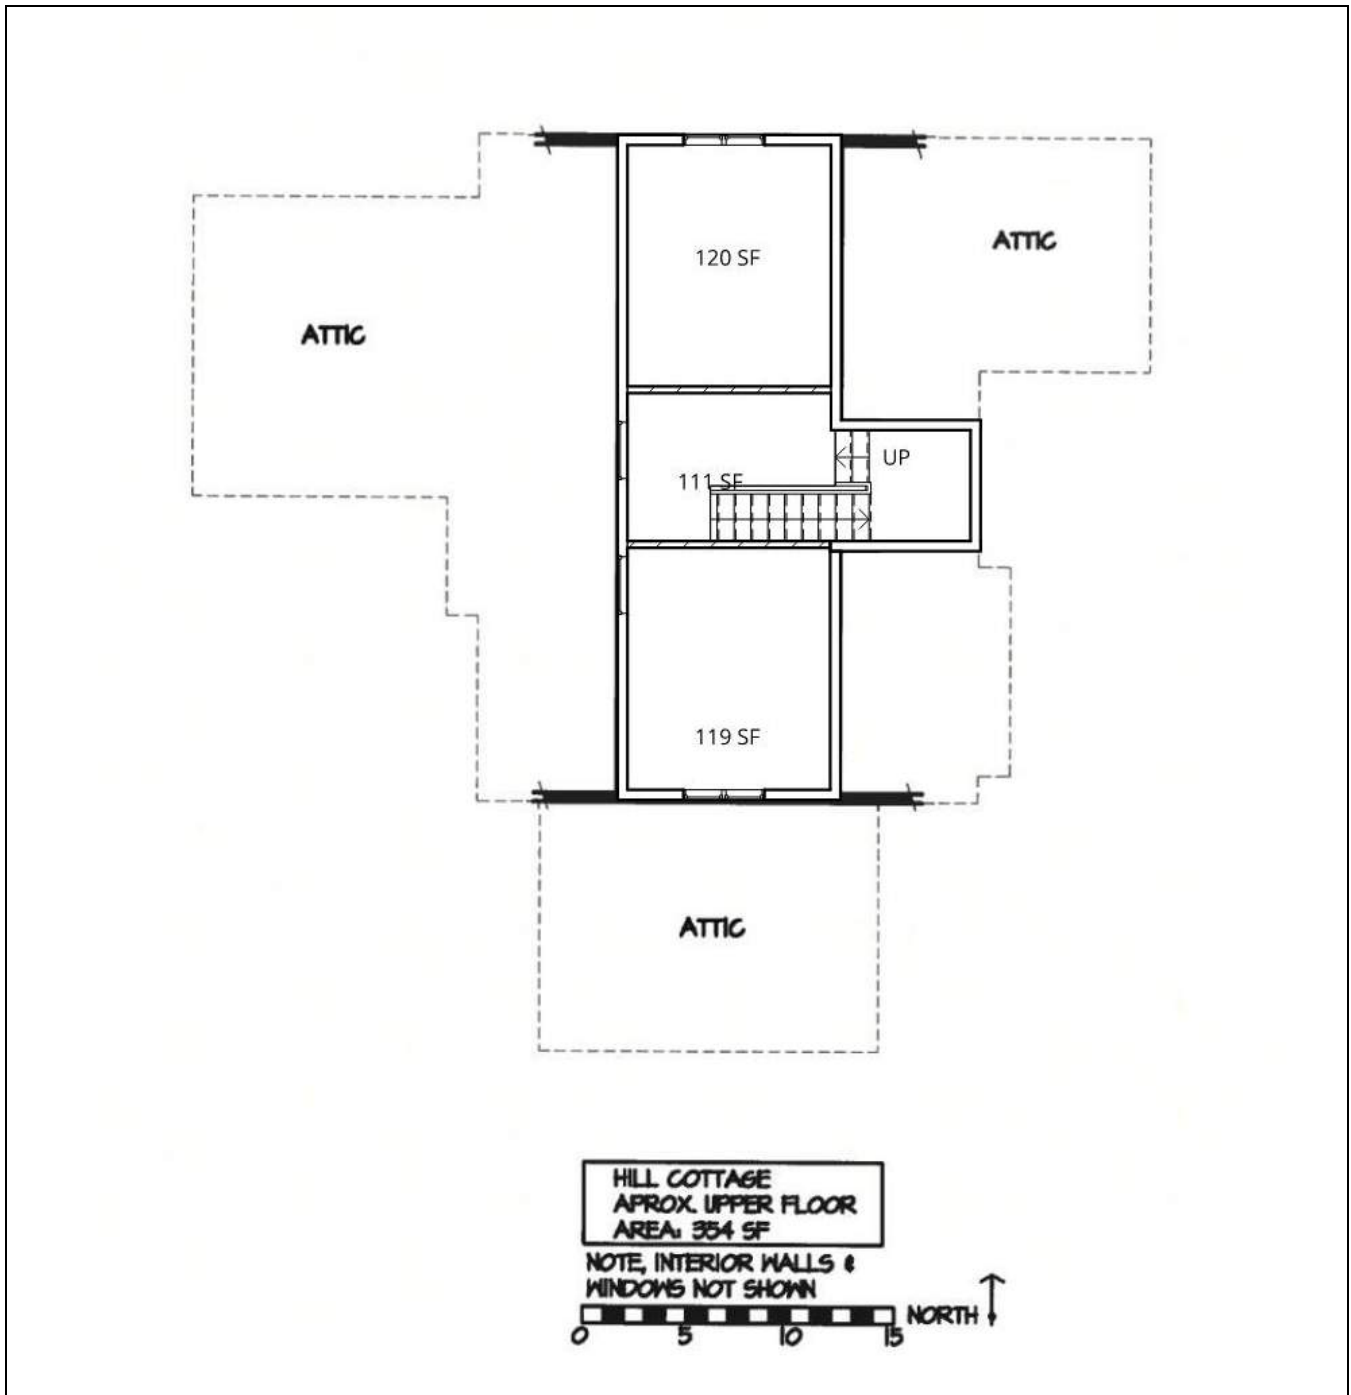 120 SF
ATTIC
ATTIC
UP
111 SF
119 SF
ATTIC
HILL COTTAGE
APROX. UPPER FLOOR
AREA: 354 SF
NOTE, INTERIOR WALLS &
WINDOWS NOT SHOWN
NORTH
0 5 10 15